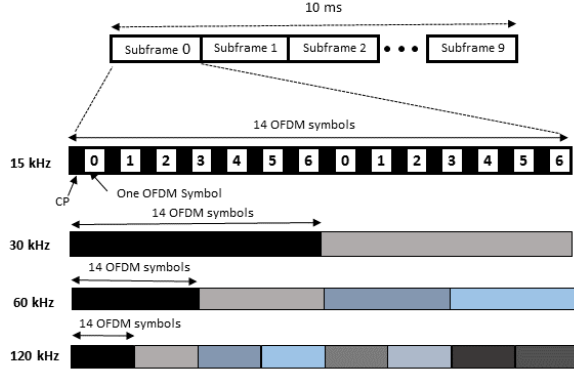 10 ms
Subframe 0 Subframe 1 Subframe 2 Subframe 9
14 OFDM symbols
15 kHz 0 1 2 3 4 5 6 0 1 2 3 4 5 6
CP One OFDM Symbol
14 OFDM symbols
30 kHz
14 OFDM symbols
60 kHz
14 OFDM symbols
120 kHz